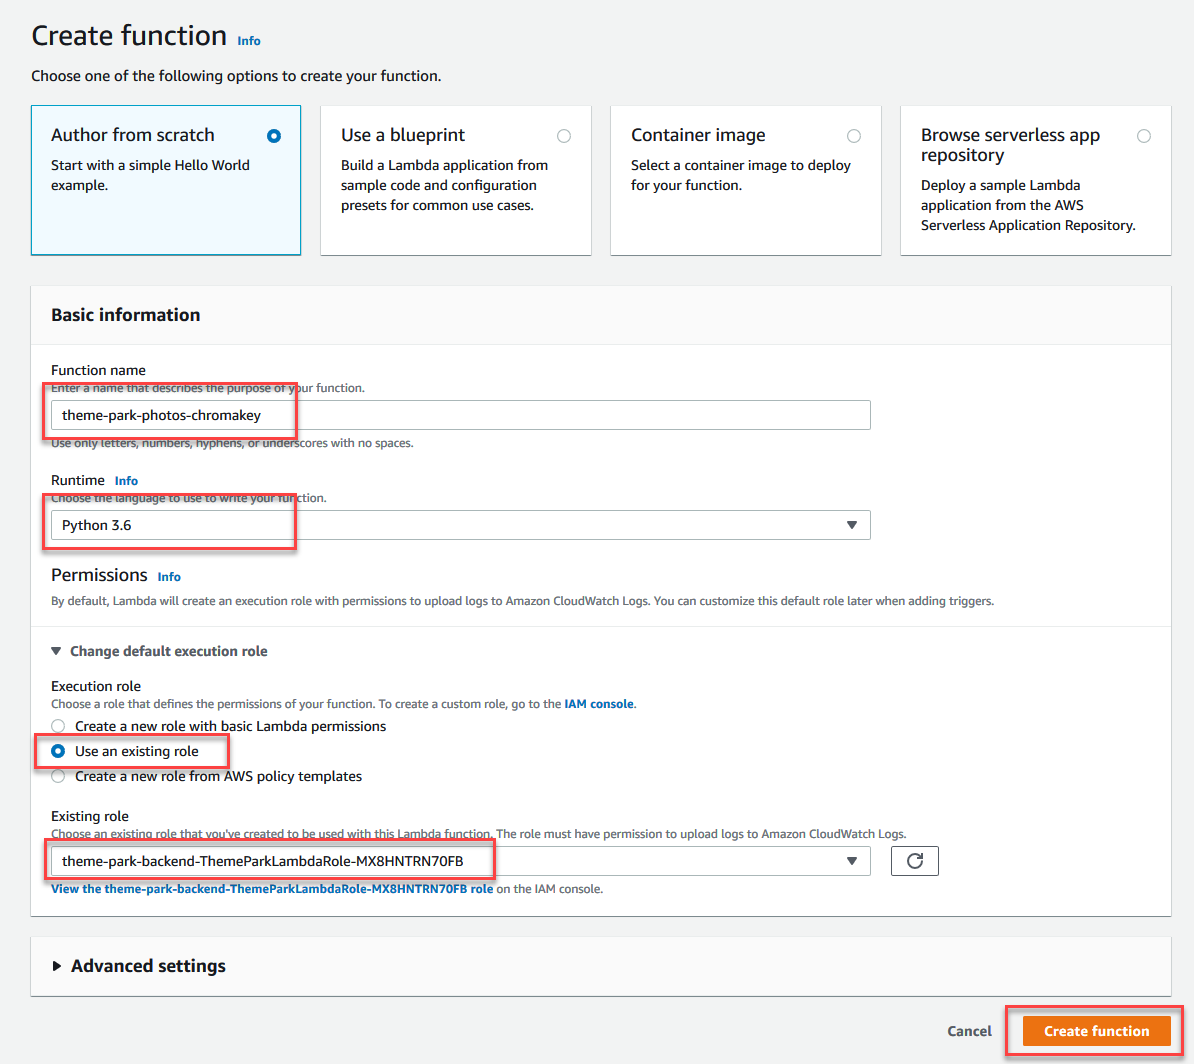 Create function Info
Choose one of the following options to create your function.
Author from scratch
Start with a simple Hello World
example.
Use a blueprint
Build a Lambda application from
sample code and configuration
presets for common use cases.
Container image
Select a container image to deploy
for your function.
Browse serverless app
repository
Deploy a sample Lambda
application from the AWS
Serverless Application Repository.
Basic information
Function name
Enter a name that describes the purpose of your function.
theme-park-photos-chromakey
Use only letters, numbers, hyphens, or underscores with no spaces.
Runtime Info
Choose the language to use to write your function.
Python 3.6
Permissions Info
By default, Lambda will create an execution role with permissions to upload logs to Amazon CloudWatch Logs. You can customize this default role later when adding triggers.
Change default execution role
Execution role
Choose a role that defines the permissions of your function. To create a custom role, go to the IAM console.
Create a new role with basic Lambda permissions
Use an existing role
Create a new role from AWS policy templates
Existing role
Choose an existing role that you've created to be used with this Lambda function. The role must have permission to upload logs to Amazon CloudWatch Logs.
theme-park-backend-ThemeParkLambdaRole-MX8HNTRN70FB
View the theme-park-backend-ThemeParkLambdaRole-MX8HNTRN70FB role on the IAM console.
Advanced settings
Cancel
Create function